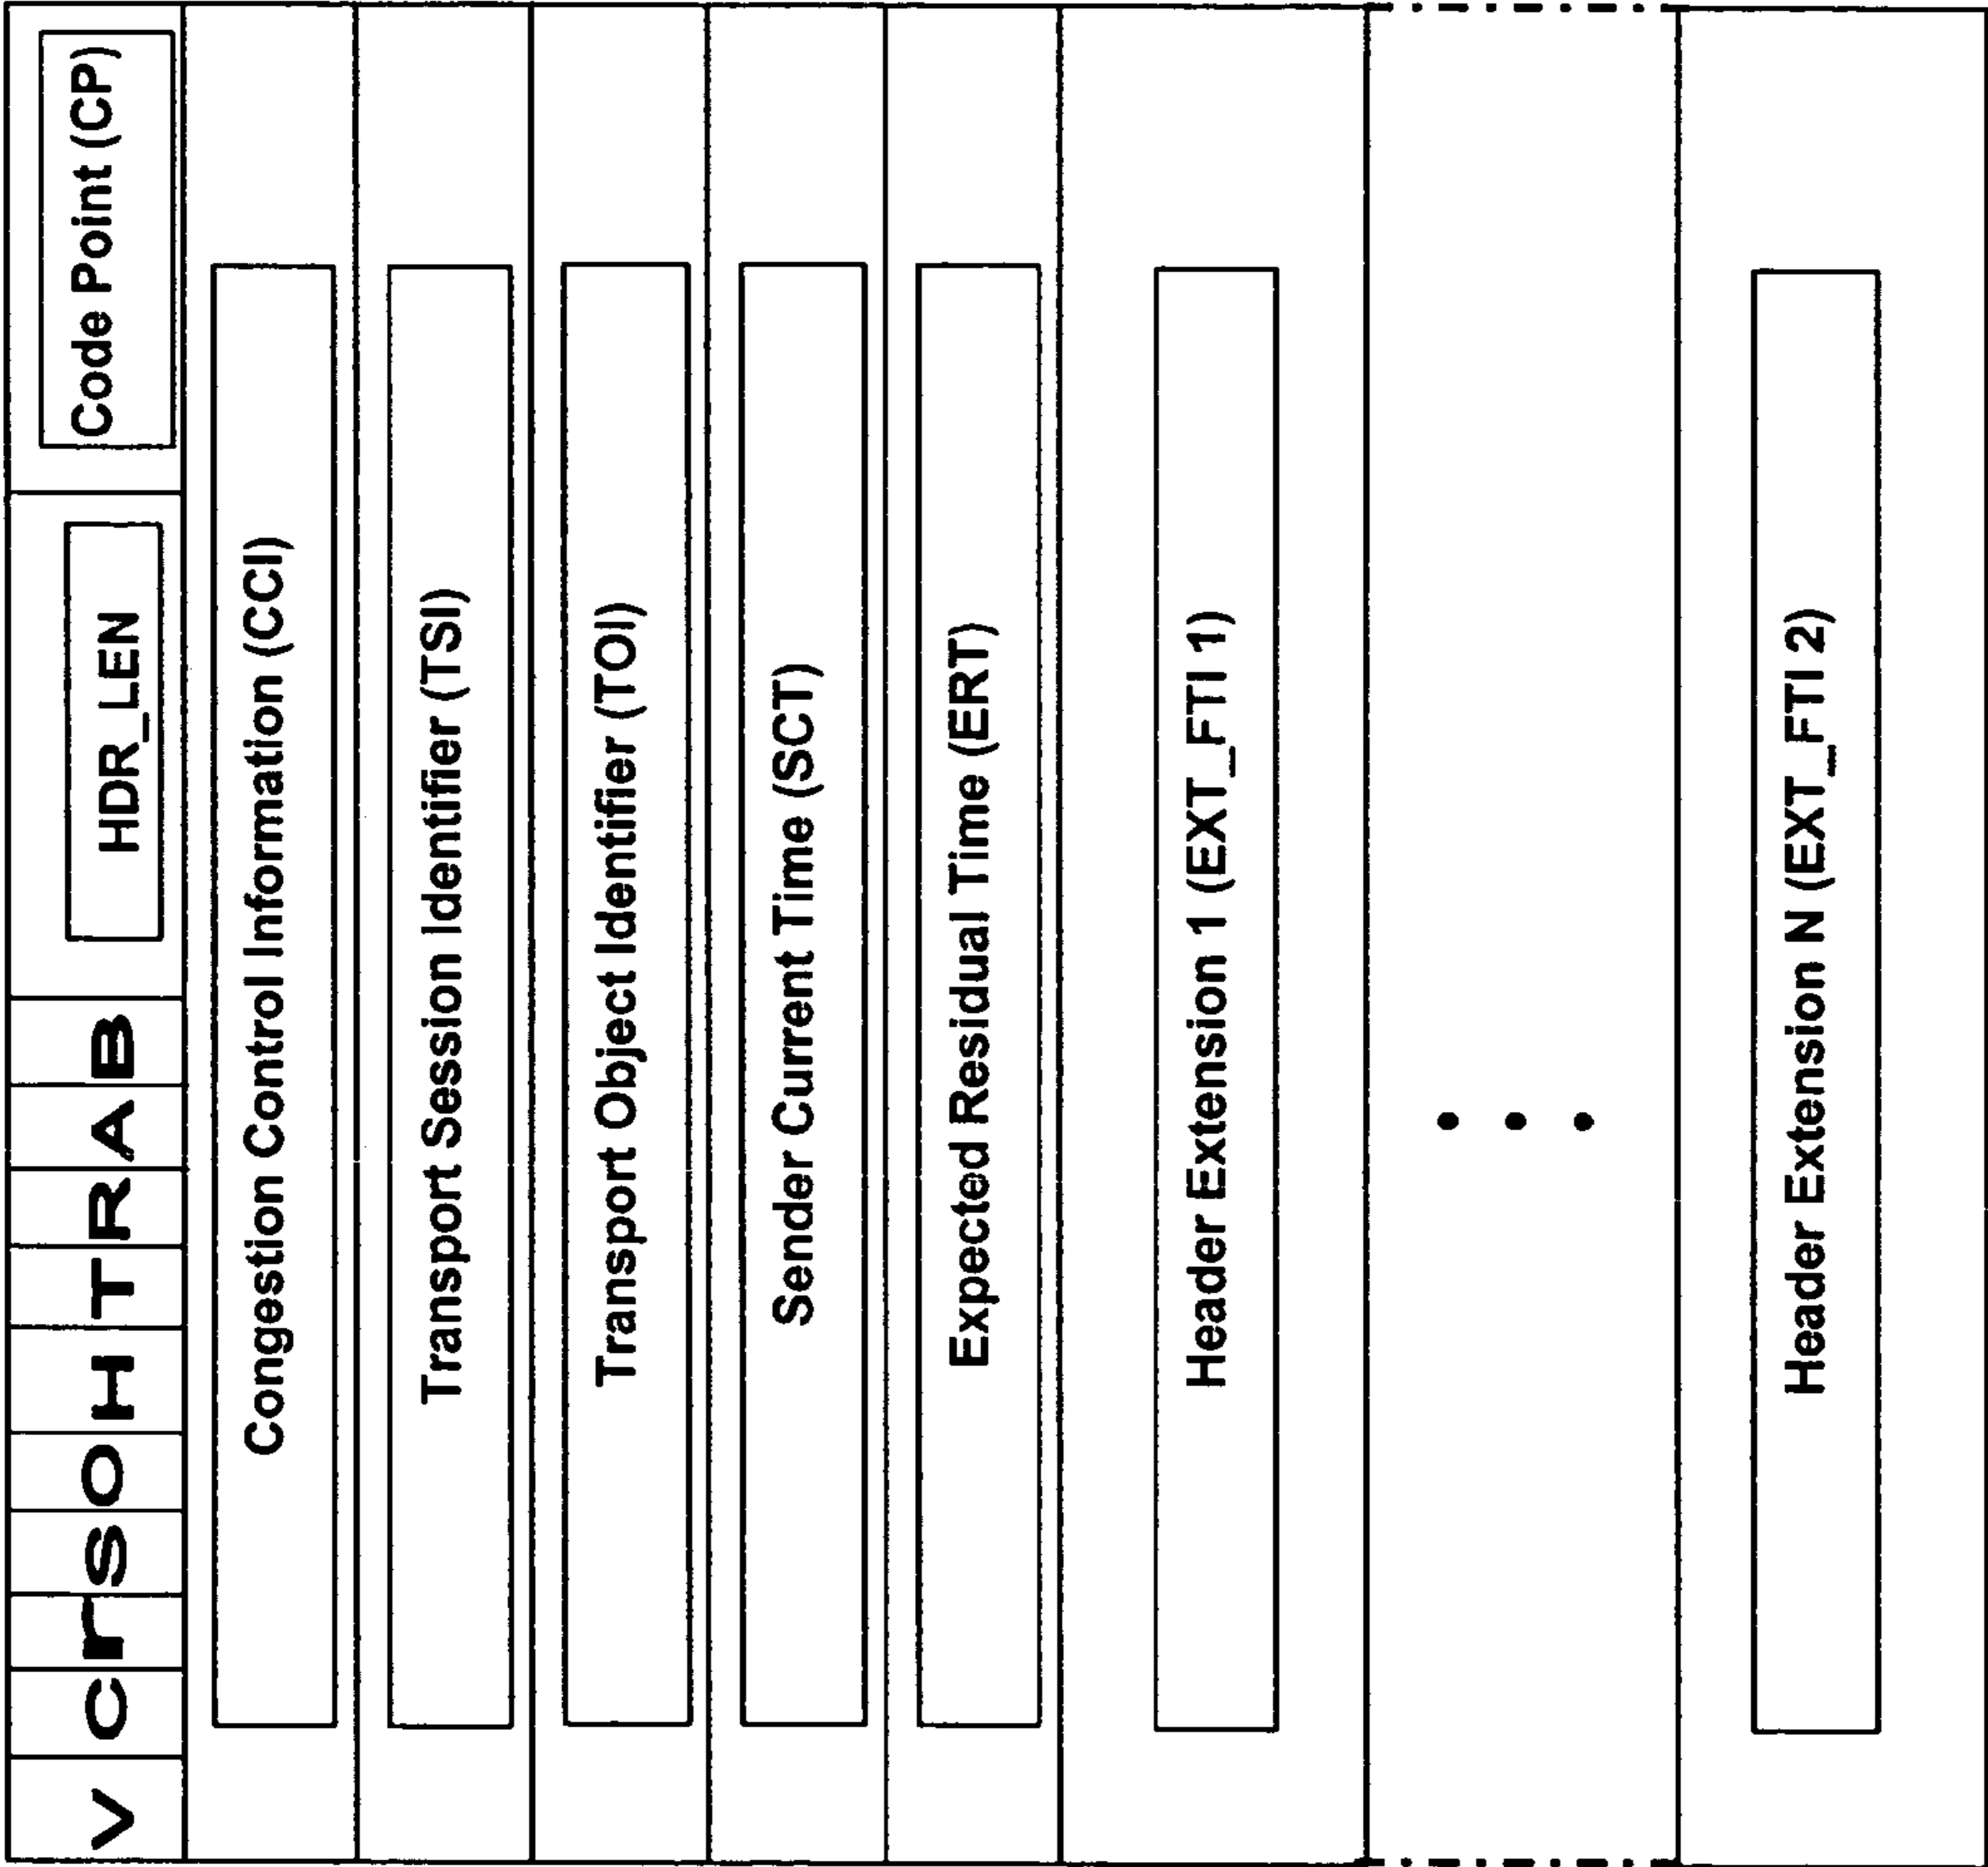 V C r S O H T R A B HDR_LEN Code Point (CP)
Congestion Control Information (CCI)
Transport Session Identifier (TSI)
Transport Object Identifier (TOI)
Sender Current Time (SCT)
Expected Residual Time (ERT)
Header Extension 1 (EXT_FTI 1)
• • •
Header Extension N (EXT_FTI 2)